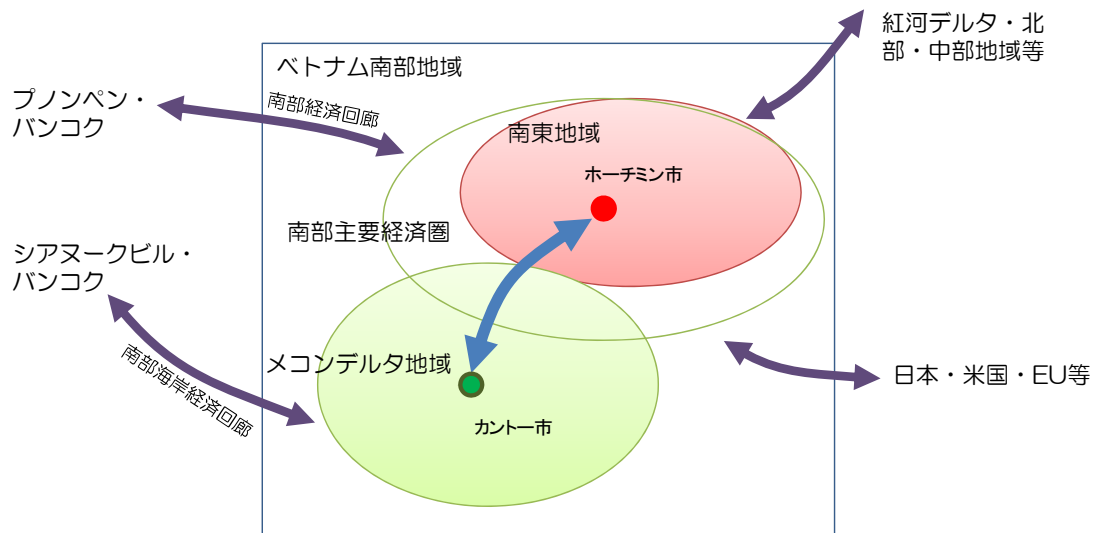 紅河デルタ・北
部・中部地域等
ベトナム南部地域
プノンペン・
バンコク
南部経済回廊
南東地域
ホーチミン市
南部主要経済圏
シアヌークビル・
バンコク
南部海岸経済回廊
メコンデルタ地域
日本・米国・EU等
カントー市